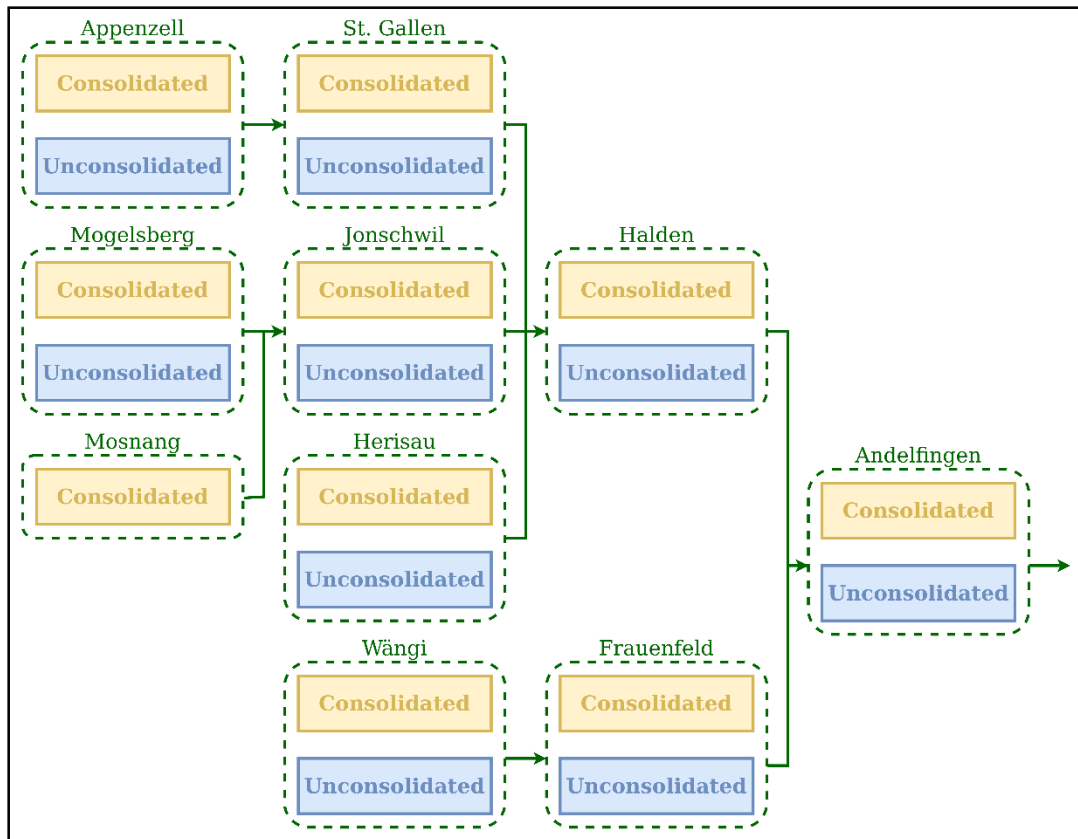 Appenzell
Consolidated
Unconsolidated
St. Gallen
Consolidated
Unconsolidated
Mogelsberg
Consolidated
Unconsolidated
Jonschwil
Consolidated
Unconsolidated
Halden
Consolidated
Unconsolidated
Mosnang
Consolidated
Herisau
Consolidated
Unconsolidated
Andelfingen
Consolidated
Unconsolidated
Wängi
Consolidated
Unconsolidated
Frauenfeld
Consolidated
Unconsolidated